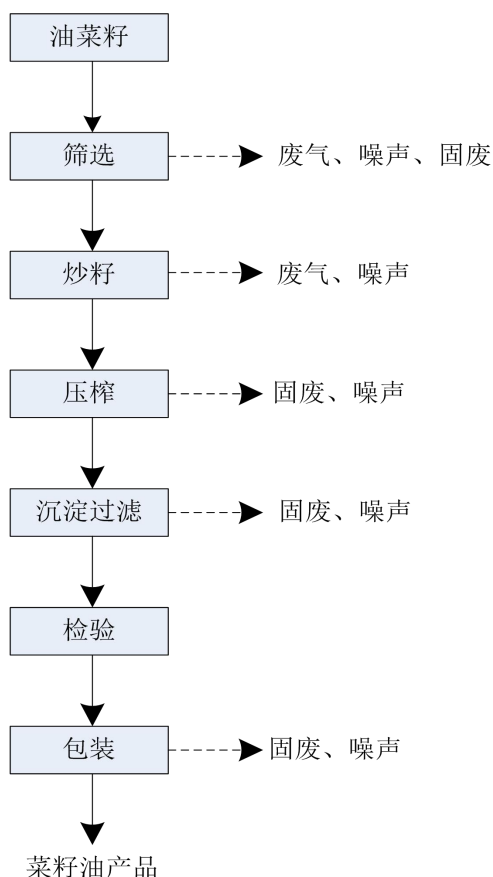 油菜籽
筛选
废气、噪声、固废
炒籽
废气、噪声
压榨
固废、噪声
沉淀过滤
固废、噪声
检验
包装
固废、噪声
菜籽油产品